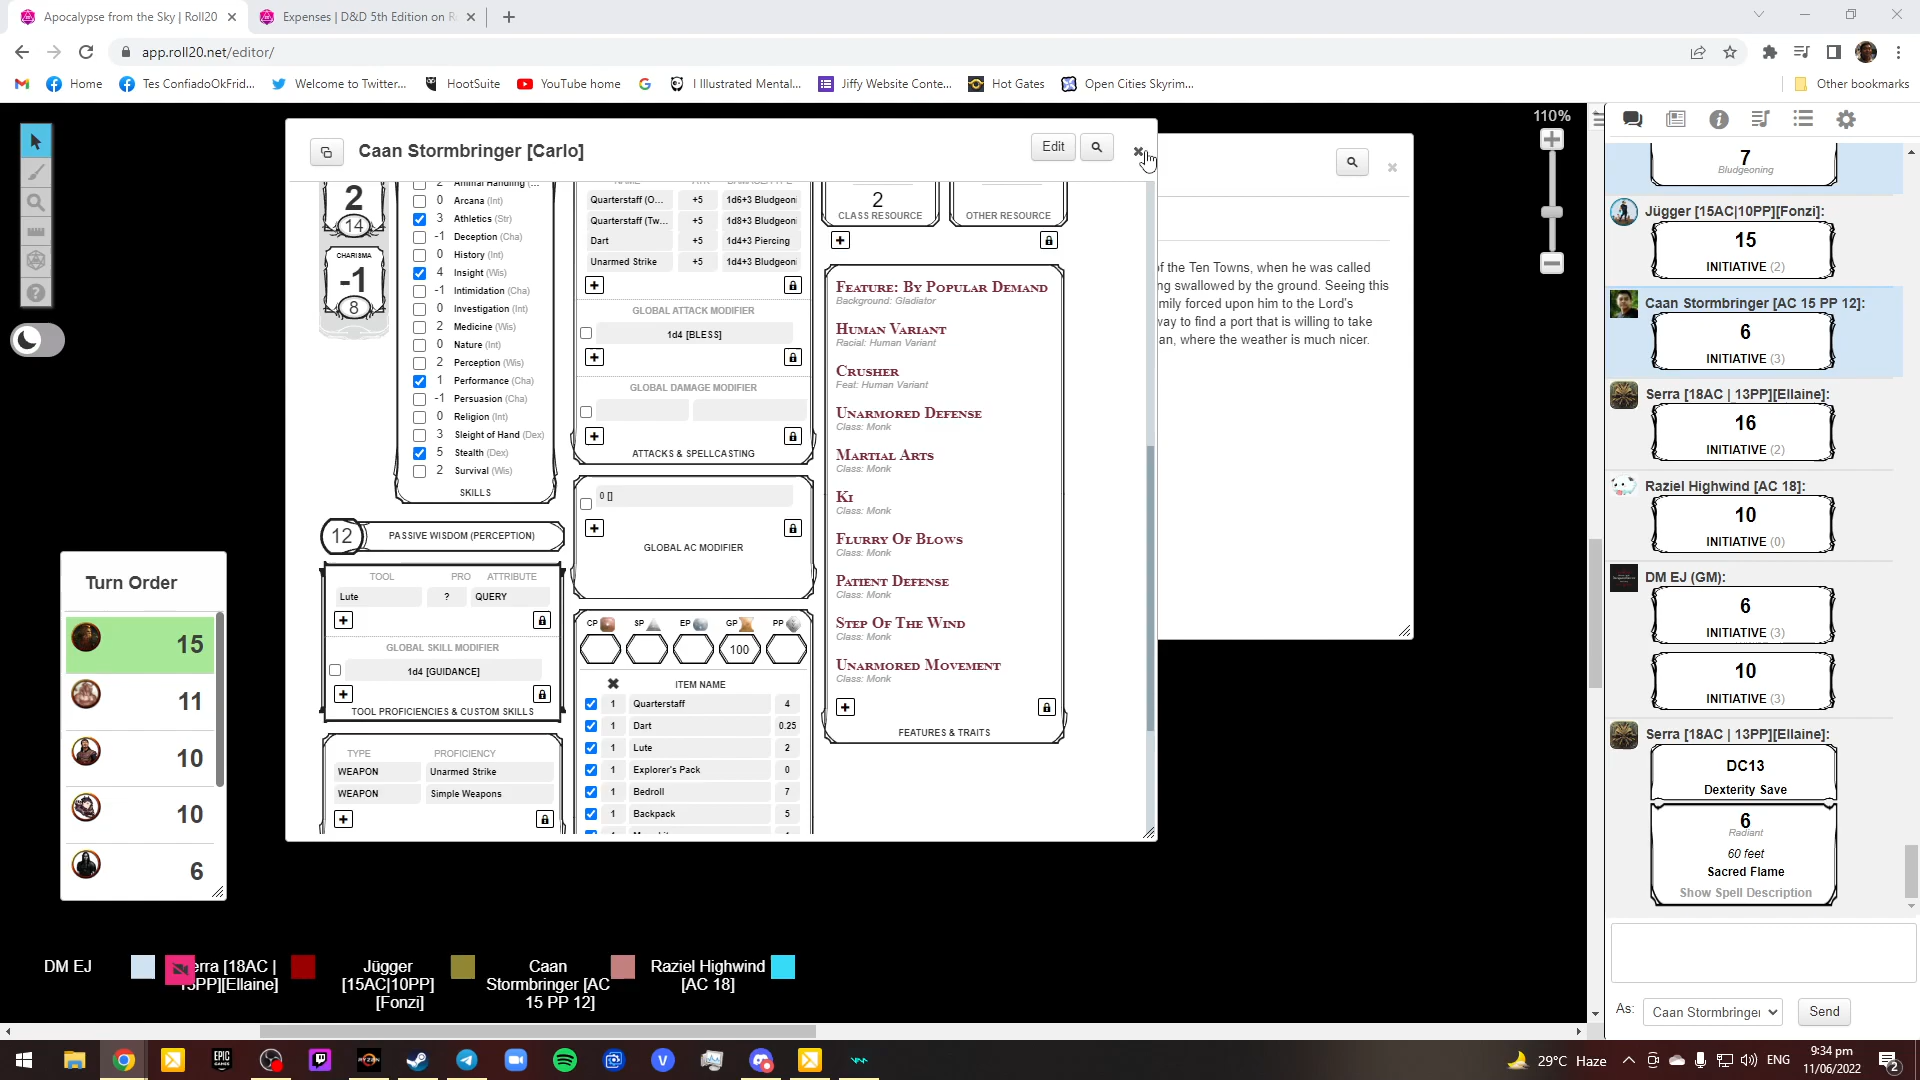 Apocalypse from the Sky | Roll20
Expenses | D&D 5th Edition on R
app.roll20.net/editor/
Home
Tes ConfiadoOkFrid...
Welcome to Twitter...
HootSuite
YouTube home
I Illustrated Mental...
Jiffy Website Conte...
Hot Gates
Open Cities Skyrim...
Other bookmarks
Caan Stormbringer [Carlo]
Edit
2
14
CHARISMA
-1
8
2 Animal Handling (...
0 Arcana (Int)
3 Athletics (Str)
-1 Deception (Cha)
0 History (Int)
4 Insight (Wis)
-1 Intimidation (Cha)
0 Investigation (Int)
2 Medicine (Wis)
0 Nature (Int)
2 Perception (Wis)
1 Performance (Cha)
-1 Persuasion (Cha)
0 Religion (Int)
3 Sleight of Hand (Dex)
5 Stealth (Dex)
2 Survival (Wis)
SKILLS
12 PASSIVE WISDOM (PERCEPTION)
TOOL PRO ATTRIBUTE
Lute ? QUERY
GLOBAL SKILL MODIFIER
1d4 [GUIDANCE]
TOOL PROFICIENCIES & CUSTOM SKILLS
TYPE PROFICIENCY
WEAPON Unarmed Strike
WEAPON Simple Weapons
Quarterstaff (O... +5 1d6+3 Bludgeon
Quarterstaff (Tw... +5 1d8+3 Bludgeon
Dart +5 1d4+3 Piercing
Unarmed Strike +5 1d4+3 Bludgeon
GLOBAL ATTACK MODIFIER
1d4 [BLESS]
GLOBAL DAMAGE MODIFIER
ATTACKS & SPELLCASTING
0 []
GLOBAL AC MODIFIER
CP SP EP GP PP
100
ITEM NAME
1 Quarterstaff 4
1 Dart 0.25
1 Lute 2
1 Explorer's Pack 0
1 Bedroll 7
1 Backpack 5
2
CLASS RESOURCE
OTHER RESOURCE
FEATURE: BY POPULAR DEMAND
Background: Gladiator
HUMAN VARIANT
Racial: Human Variant
CRUSHER
Feat: Human Variant
UNARMORED DEFENSE
Class: Monk
MARTIAL ARTS
Class: Monk
KI
Class: Monk
FLURRY OF BLOWS
Class: Monk
PATIENT DEFENSE
Class: Monk
STEP OF THE WIND
Class: Monk
UNARMORED MOVEMENT
Class: Monk
FEATURES & TRAITS
of the Ten Towns, when he was called
ng swallowed by the ground. Seeing this
mily forced upon him to the Lord's
way to find a port that is willing to take
an, where the weather is much nicer.
110%
Turn Order
15
11
10
10
6
DM EJ
erra [18AC |
PP][Ellaine]
Jügger
[15AC|10PP]
[Fonzi]
Caan
Stormbringer [AC
15 PP 12]
Raziel Highwind
[AC 18]
7
Bludgeoning
Jügger [15AC|10PP][Fonzi]:
15
INITIATIVE (2)
Caan Stormbringer [AC 15 PP 12]:
6
INITIATIVE (3)
Serra [18AC | 13PP][Ellaine]:
16
INITIATIVE (2)
Raziel Highwind [AC 18]:
10
INITIATIVE (0)
DM EJ (GM):
6
INITIATIVE (3)
10
INITIATIVE (3)
Serra [18AC | 13PP][Ellaine]:
DC13
Dexterity Save
6
Radiant
60 feet
Sacred Flame
Show Spell Description
As: Caan Stormbringer
Send
29°C Haze
ENG
9:34 pm
11/06/2022
2